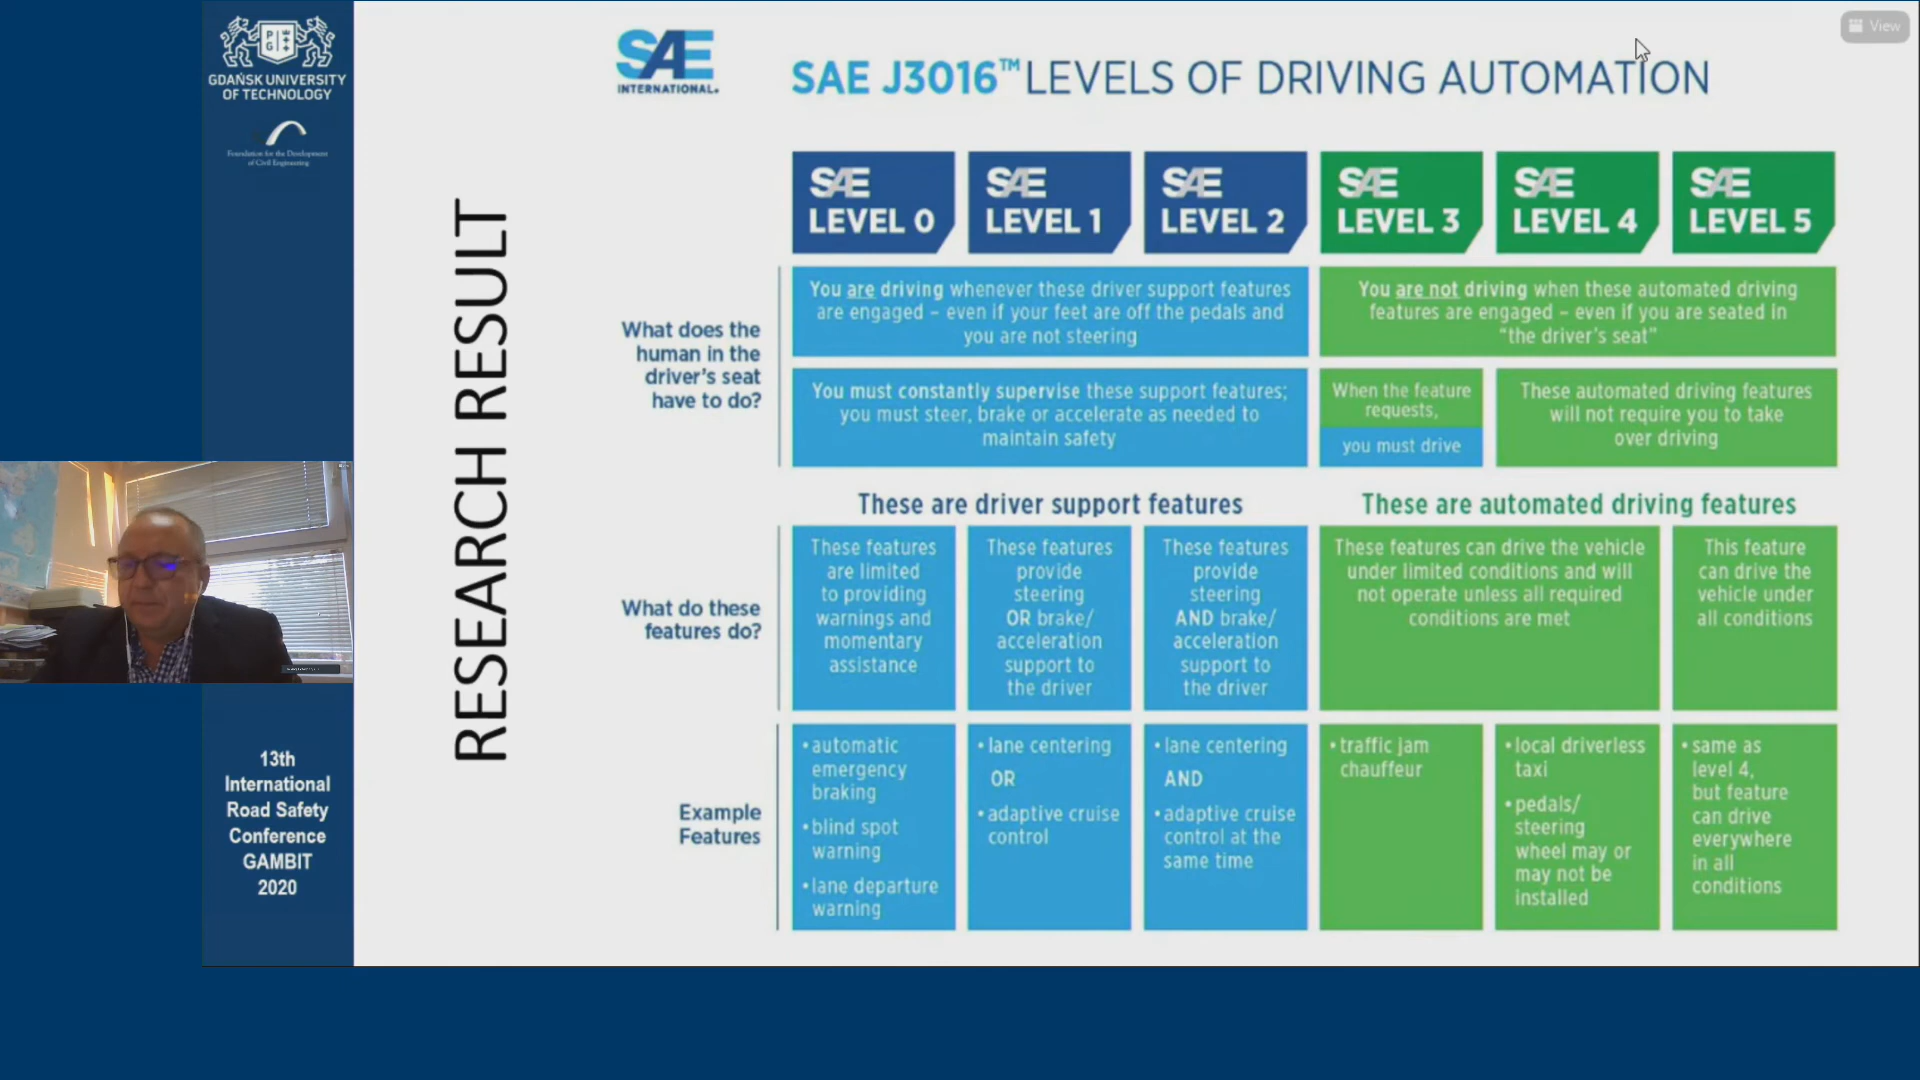 GDAŃSK UNIVERSITY
OF TECHNOLOGY
Foundation for the Development
of Civil Engineering
13th
International
Road Safety
Conference
GAMBIT
2020
RESEARCH RESULT
SAE
INTERNATIONAL.
SAE J3016™ LEVELS OF DRIVING AUTOMATION
View
SAE
LEVEL 0
SAE
LEVEL 1
SAE
LEVEL 2
SAE
LEVEL 3
SAE
LEVEL 4
SAE
LEVEL 5
What does the
human in the
driver's seat
have to do?
You are driving whenever these driver support features
are engaged – even if your feet are off the pedals and
you are not steering
You are not driving when these automated driving
features are engaged – even if you are seated in
“the driver's seat”
You must constantly supervise these support features;
you must steer, brake or accelerate as needed to
maintain safety
When the feature
requests,
you must drive
These automated driving features
will not require you to take
over driving
These are driver support features
These are automated driving features
What do these
features do?
These features
are limited
to providing
warnings and
momentary
assistance
These features
provide
steering
OR brake/
acceleration
support to
the driver
These features
provide
steering
AND brake/
acceleration
support to
the driver
These features can drive the vehicle
under limited conditions and will
not operate unless all required
conditions are met
This feature
can drive the
vehicle under
all conditions
Example
Features
• automatic
emergency
braking
• blind spot
warning
• lane departure
warning
• lane centering
OR
• adaptive cruise
control
• lane centering
AND
• adaptive cruise
control at the
same time
• traffic jam
chauffeur
• local driverless
taxi
• pedals/
steering
wheel may or
may not be
installed
• same as
level 4,
but feature
can drive
everywhere
in all
conditions